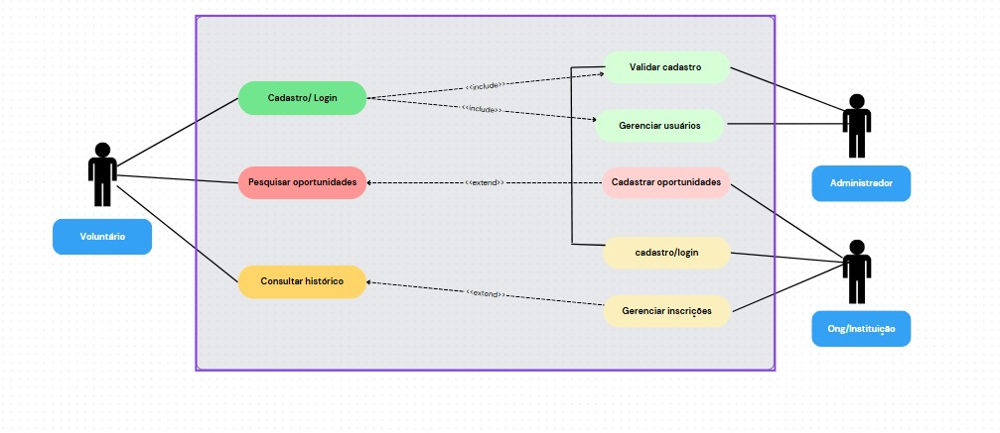 Validar cadastro
Cadastro/ Login
<<include>>
<<include>>
Gerenciar usuários
Pesquisar oportunidades
<<extend>>
Cadastrar oportunidades
Administrador
Voluntário
cadastro/login
Consultar histórico
<<extend>>
Gerenciar inscrições
Ong/Instituição